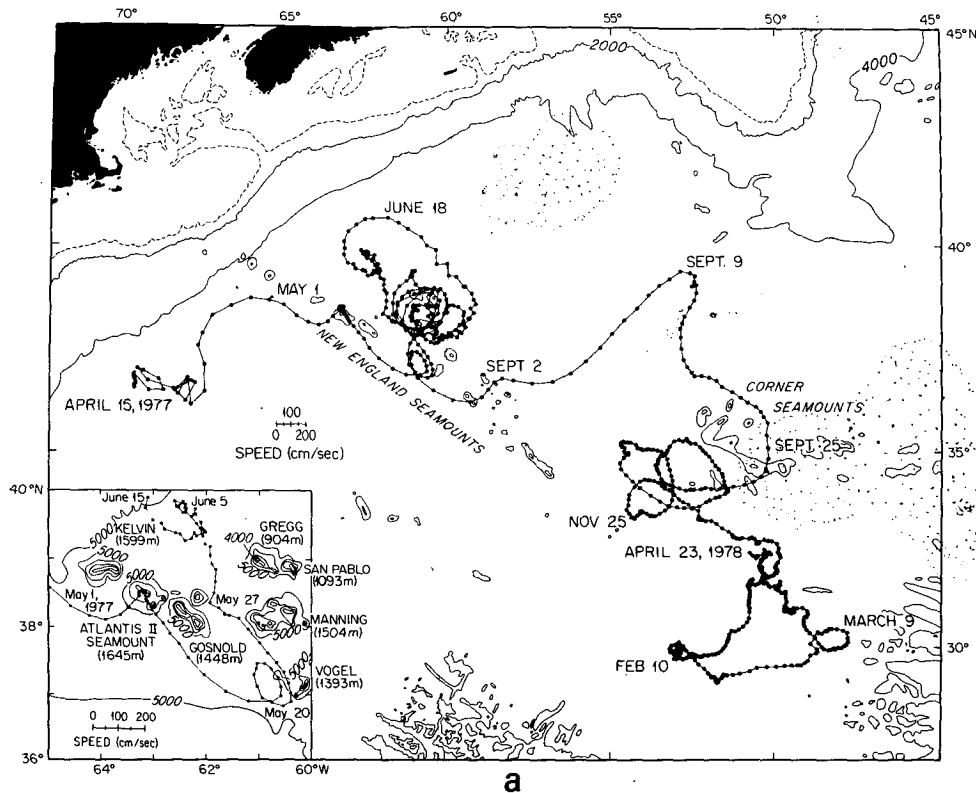 70° 65° 60° 55° 50° 45°
45°N
2000
4000
JUNE 18
40°
SEPT. 9
MAY 1
NEW ENGLAND SEAMOUNTS
SEPT 2
APRIL 15, 1977
CORNER
SEAMOUNTS
100
0 200
SPEED (cm/sec)
SEPT 25
35°
NOV 25
APRIL 23, 1978
MARCH 9
FEB 10
30°
40°N
June 15
June 5
5000
KELVIN
(1599m)
GREGG
(904m)
4000
5000
SAN PABLO
(1093m)
May 1,
1977
May 27
38°
ATLANTIS II
SEAMOUNT
(1645m)
GOSNOLD
(1448m)
MANNING
(1504m)
5000
VOGEL
(1393m)
5000
5000
May 20
0 100 200
SPEED (cm/sec)
36°
64° 62° 60°W
a